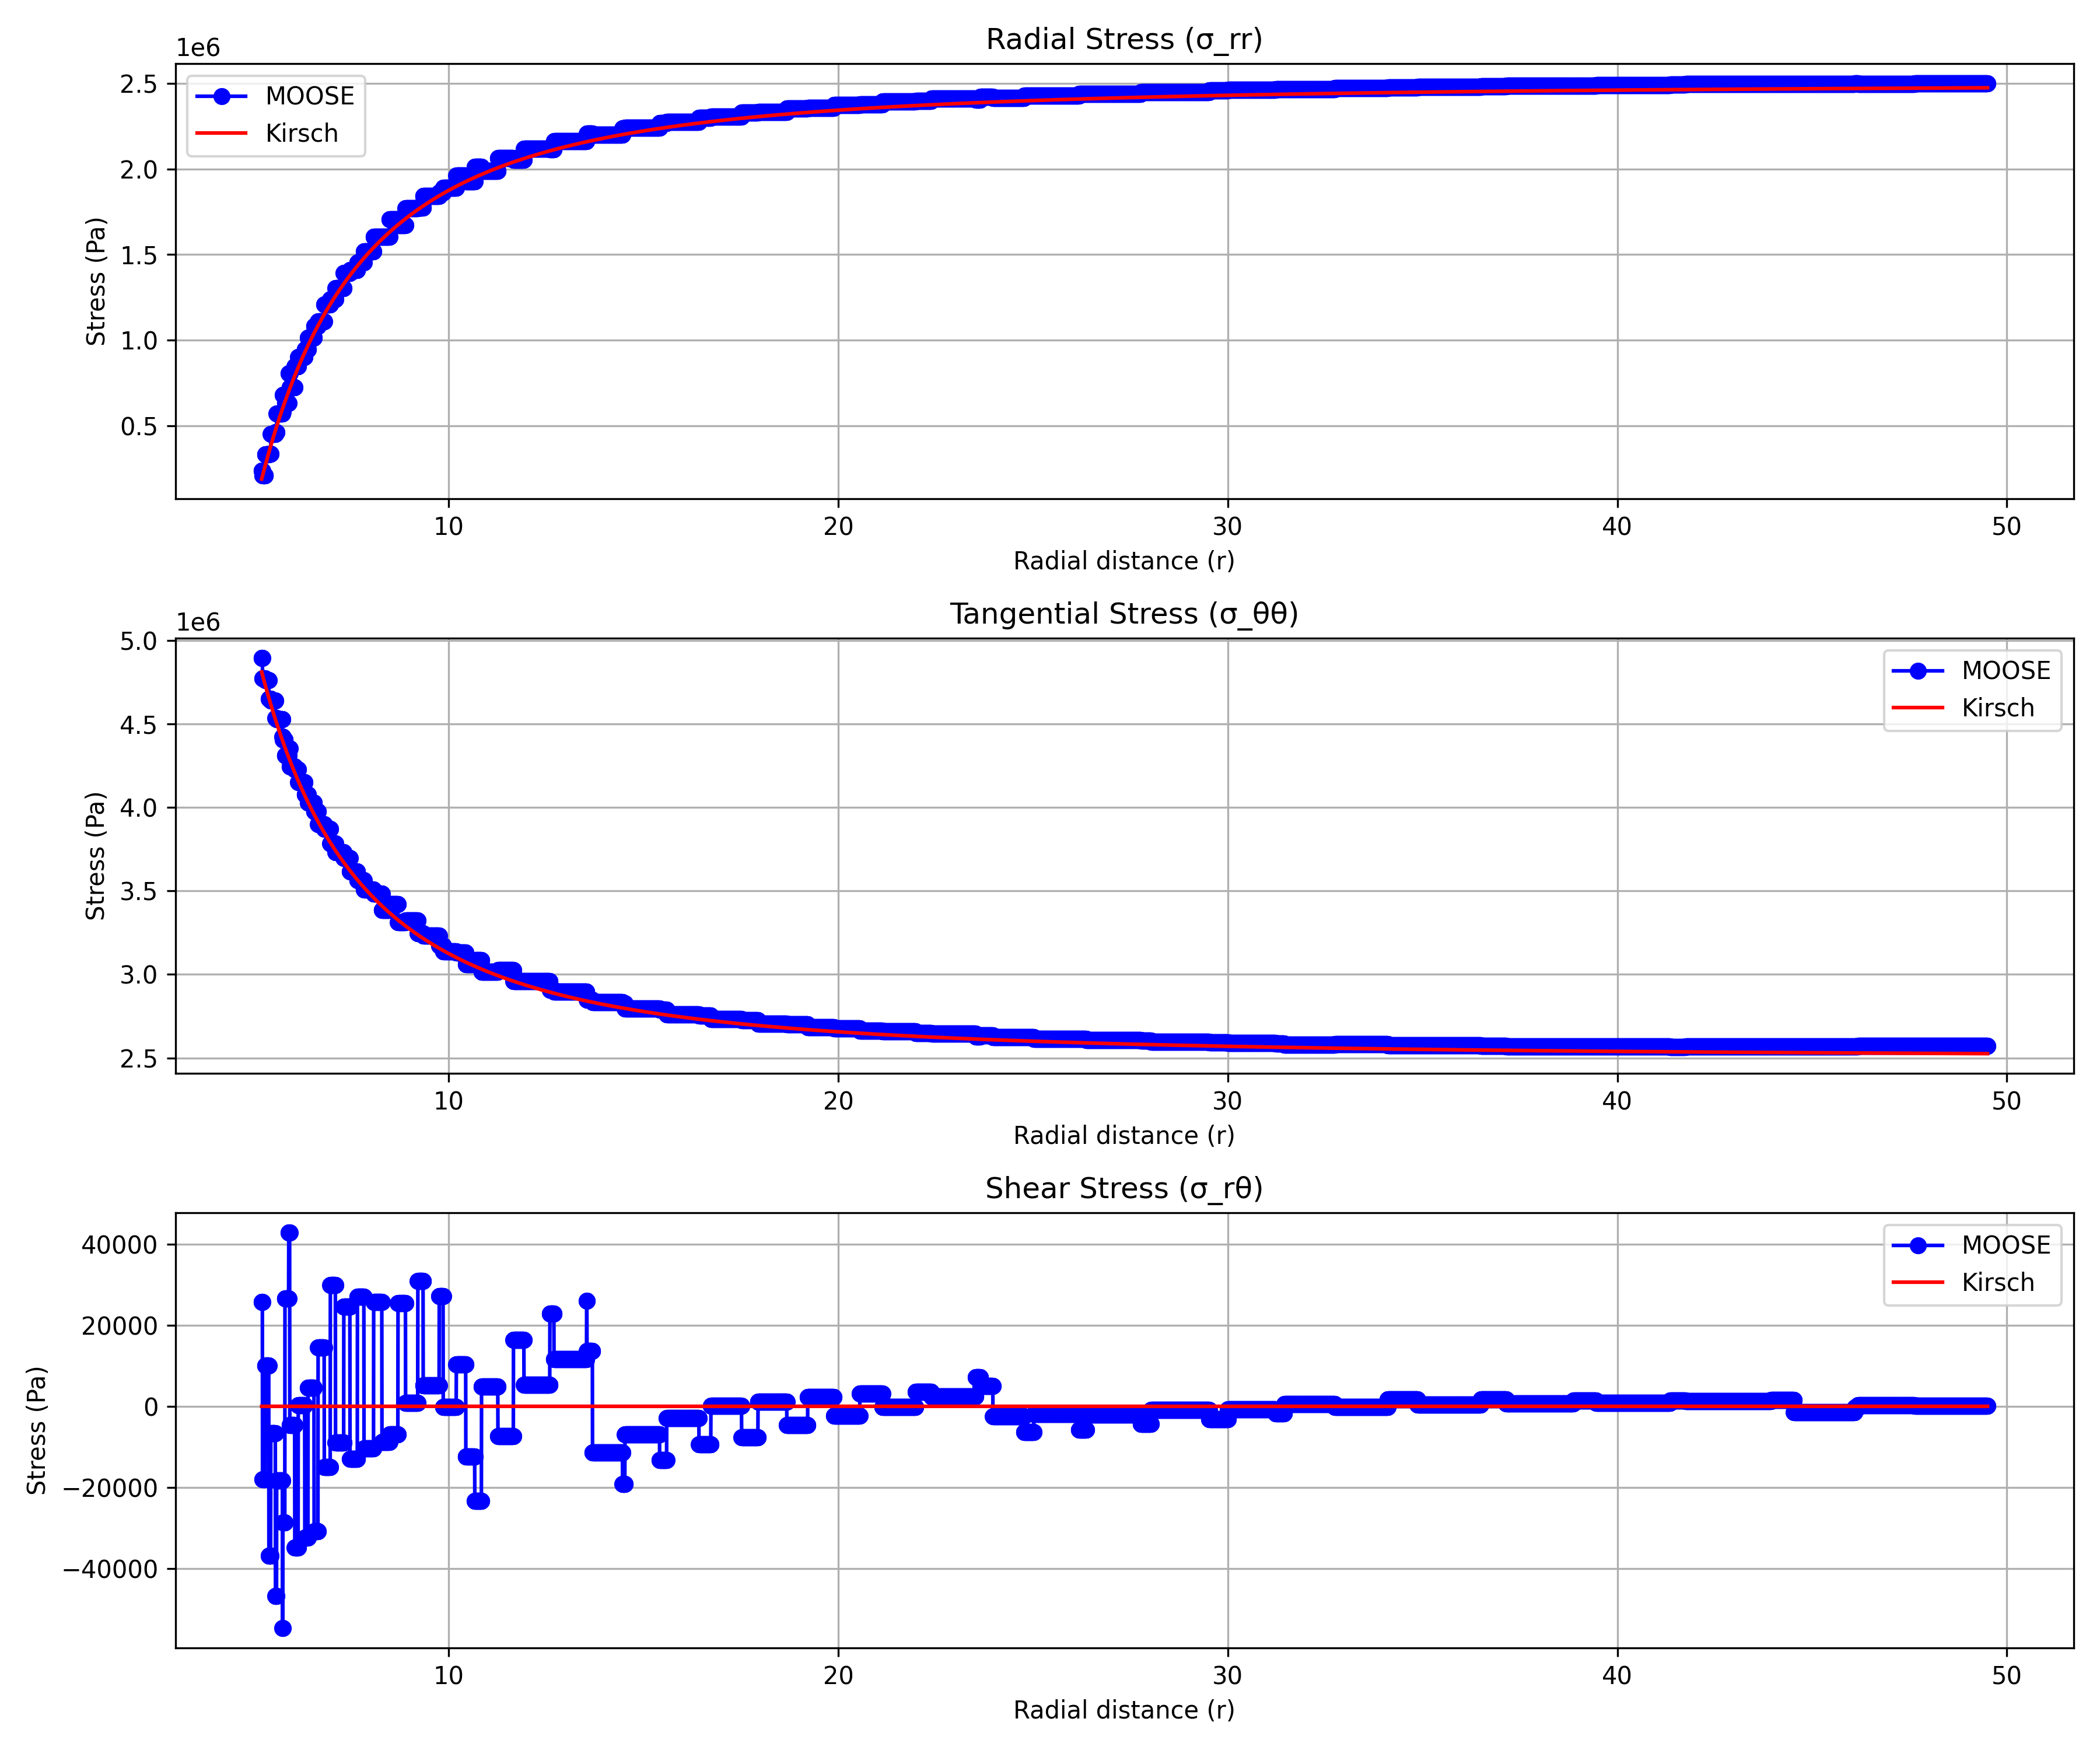 Radial Stress (σ_rr)
1e6
MOOSE
Kirsch
2.5
2.0
1.5
1.0
0.5
Stress (Pa)
10 20 30 40 50
Radial distance (r)
Tangential Stress (σ_θθ)
1e6
MOOSE
Kirsch
5.0
4.5
4.0
3.5
3.0
2.5
Stress (Pa)
10 20 30 40 50
Radial distance (r)
Shear Stress (σ_rθ)
MOOSE
Kirsch
40000
20000
0
−20000
−40000
Stress (Pa)
10 20 30 40 50
Radial distance (r)